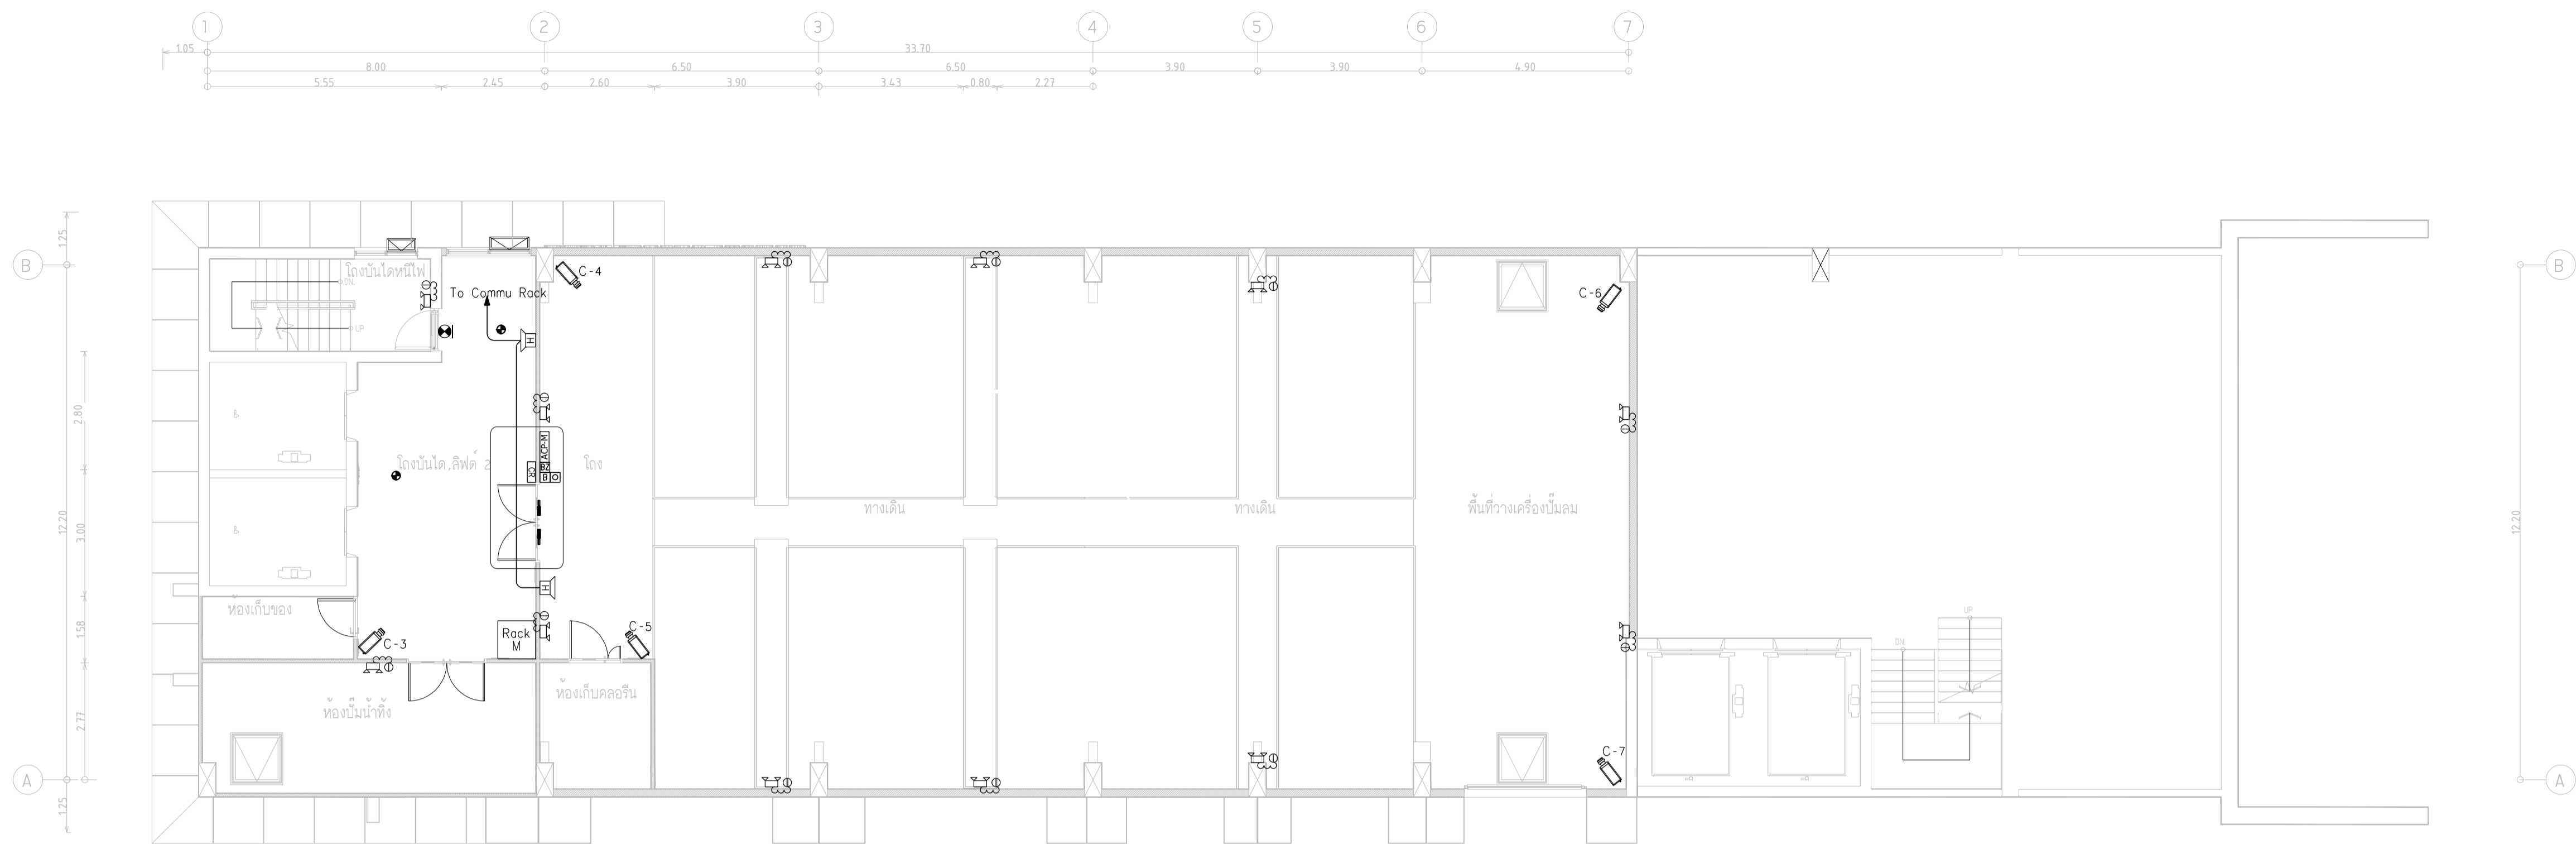 1 2 3 4 5 6 7
1.05 33.70
8.00 6.50 6.50 3.90 3.90 4.90
5.55 2.45 2.60 3.90 3.43 0.80 2.27
1.25
B B
โถงบันไดหนีไฟ
C-4
DN.
To Commu Rack
C-6
UP
H
2.80
ACP-M
BZ
CR
B O
โถงบันได,ลิฟต์ 2
โถง
ทางเดิน ทางเดิน พื้นที่วางเครื่องปั๊มลม
12.20 3.00 12.20
H
ห้องเก็บของ
UP
1.58
Rack
M
C-5
C-3
DN.
ห้องเก็บคลอรีน
ห้องปั๊มน้ำทิ้ง
2.77
C-7
A A
1.25